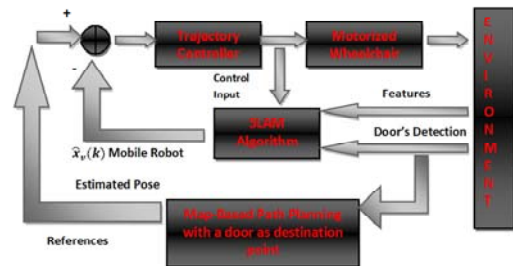 +
-
Trajectory
Controller
Motorized
Wheelchair
ENVIRONMENT
Control
Input
Features
SLAM
Algorithm
Door's Detection
x̂ᵥ(k) Mobile Robot
Estimated Pose
Map Based Path Planning
with a door as destination
point
References